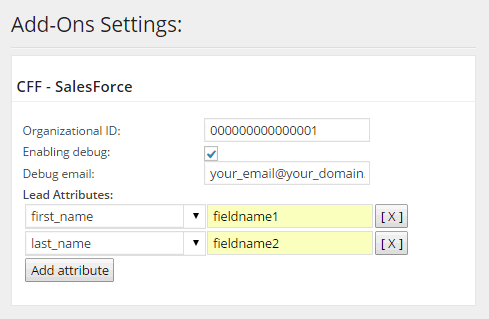 Add-Ons Settings:
CFF - SalesForce
Organizational ID: 000000000000001
Enabling debug:
Debug email: your_email@your_domain.
Lead Attributes:
first_name fieldname1 [ X ]
last_name fieldname2 [ X ]
Add attribute